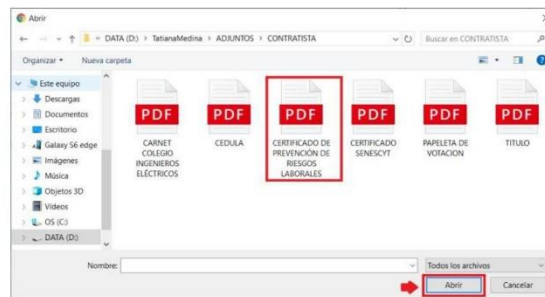 Abrir
DATA (D:) > TatianaMedina > ADJUNTOS > CONTRATISTA
Buscar en CONTRATISTA
Organizar
Nueva carpeta
Este equipo
Descargas
Documentos
Escritorio
Galaxy S6 edge
Imágenes
Música
Objetos 3D
Videos
OS (C:)
DATA (D:)
PDF
CARNET
COLEGIO
INGENIEROS
ELÉCTRICOS
PDF
CEDULA
PDF
CERTIFICADO DE
PREVENCIÓN DE
RIESGOS
LABORALES
PDF
CERTIFICADO
SENESCYT
PDF
PAPELETA DE
VOTACION
PDF
TITULO
Nombre:
Todos los archivos
Abrir
Cancelar